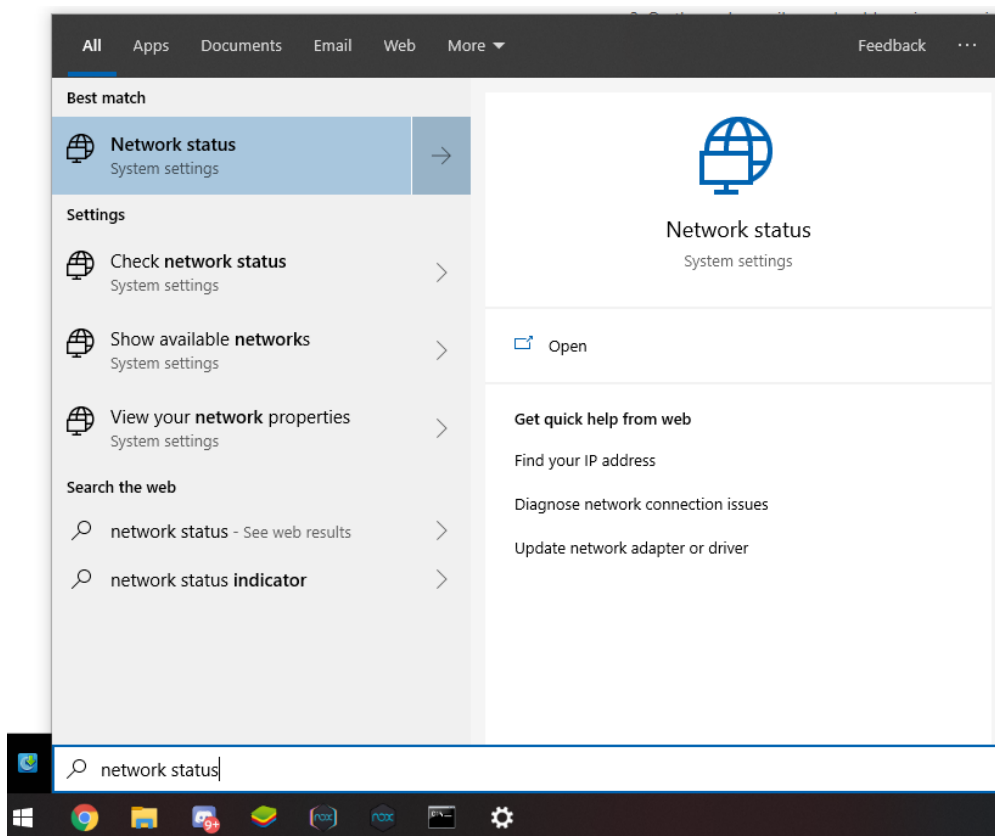 All Apps Documents Email Web More Feedback ...
Best match
Network status
System settings
Settings
Check network status
System settings
Show available networks
System settings
View your network properties
System settings
Search the web
network status - See web results
network status indicator
Network status
System settings
Open
Get quick help from web
Find your IP address
Diagnose network connection issues
Update network adapter or driver
network status
9+
nox
nox